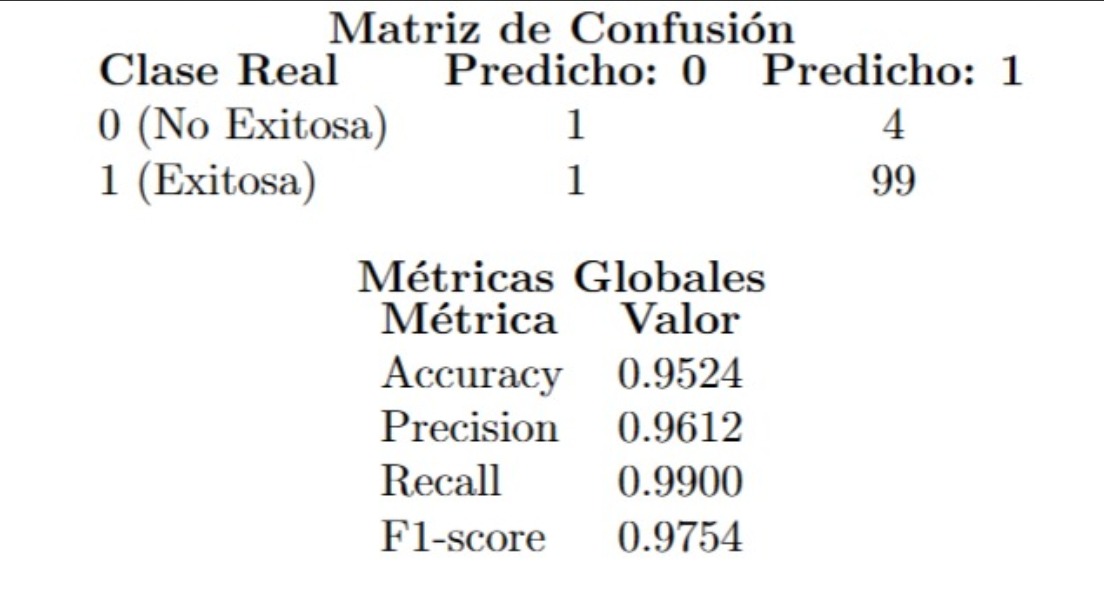 Matriz de Confusión
Clase Real Predicho: 0 Predicho: 1
0 (No Exitosa) 1 4
1 (Exitosa) 1 99
Métricas Globales
Métrica Valor
Accuracy 0.9524
Precision 0.9612
Recall 0.9900
F1-score 0.9754